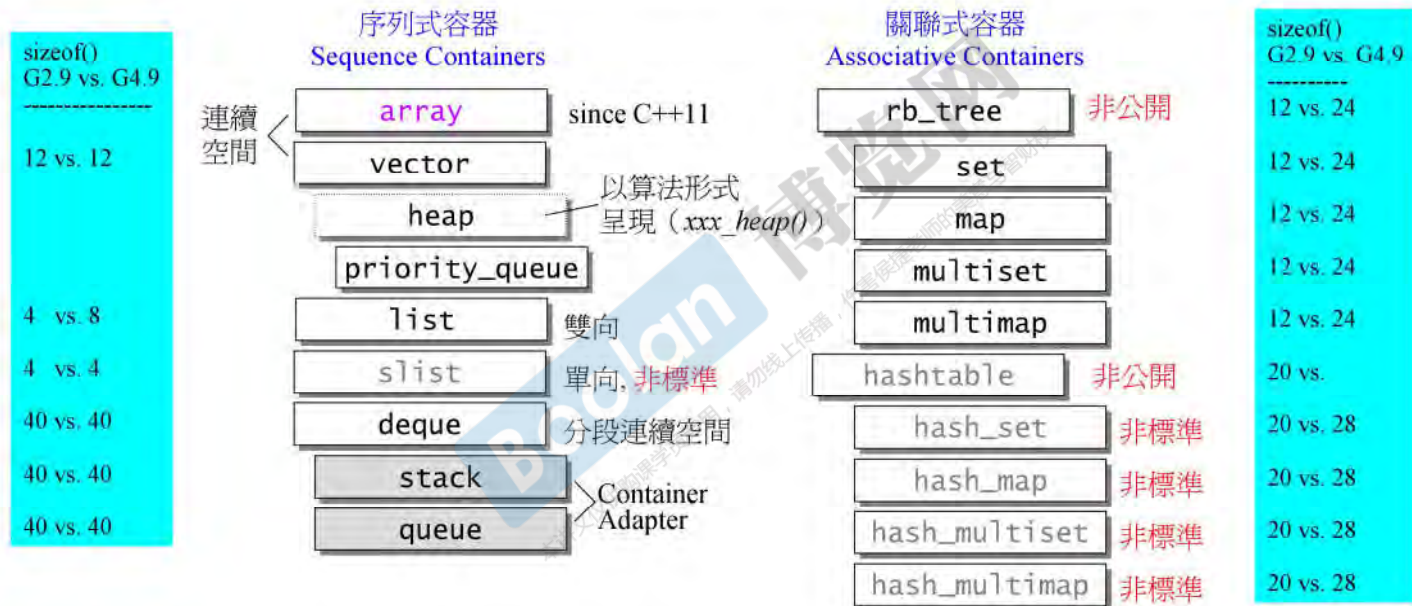 sizeof()
G2.9 vs. G4.9
----------------
12 vs. 12
4 vs. 8
4 vs. 4
40 vs. 40
40 vs. 40
40 vs. 40
序列式容器
Sequence Containers
連續
空間
array
since C++11
vector
heap
以算法形式
呈現（xxx_heap()）
priority_queue
list
雙向
slist
單向, 非標準
deque
分段連續空間
stack
queue
Container
Adapter
關聯式容器
Associative Containers
rb_tree
非公開
set
map
multiset
multimap
hashtable
非公開
hash_set
非標準
hash_map
非標準
hash_multiset
非標準
hash_multimap
非標準
sizeof()
G2.9 vs. G4,9
----------
12 vs. 24
12 vs. 24
12 vs. 24
12 vs. 24
12 vs. 24
20 vs.
20 vs. 28
20 vs. 28
20 vs. 28
20 vs. 28
Boolan
博览网